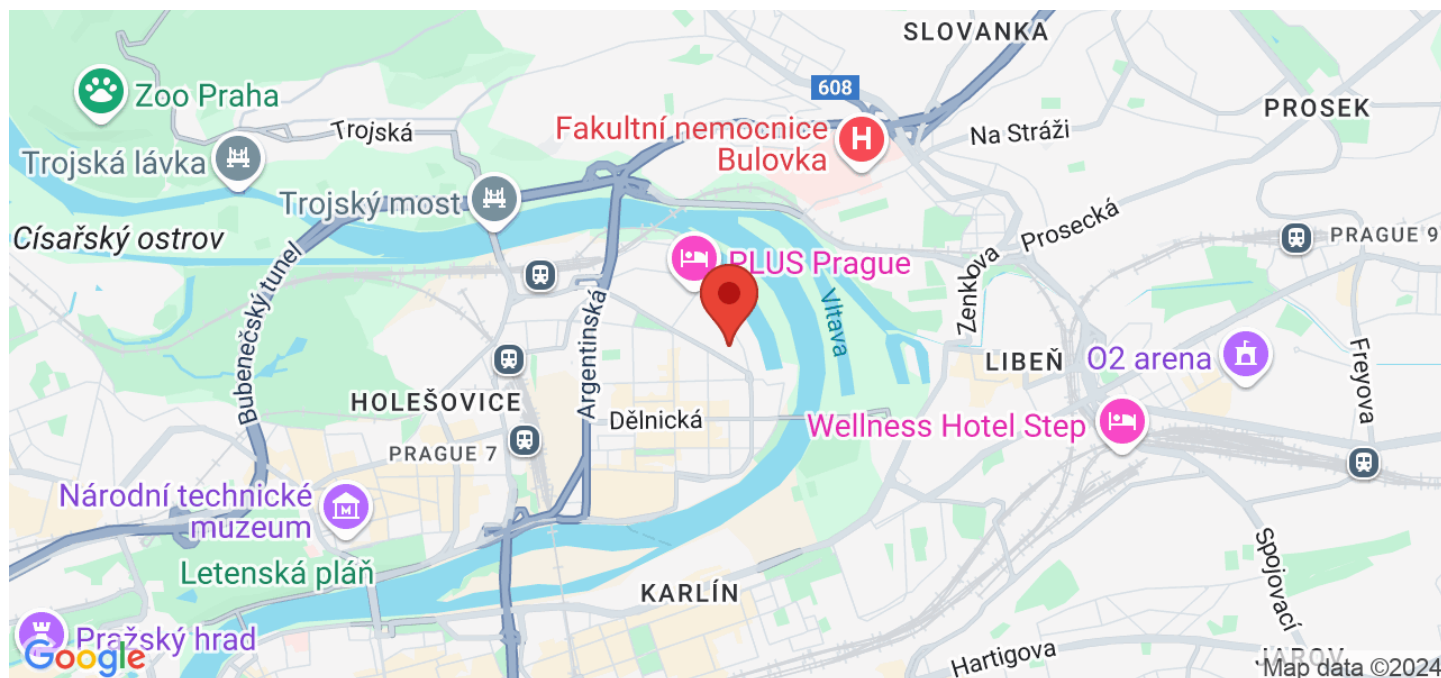 SLOVANKA
608
Zoo Praha
PROSEK
Trojská
Fakultní nemocnice
Bulovka
Na Stráži
Trojská lávka
Trojský most
Prosecká
Císařský ostrov
PRAGUE 9
PLUS Prague
Zenklova
Vltava
Bubenečský tunel
Argentinská
LIBEŇ
O2 arena
Freyova
HOLEŠOVICE
Dělnická
Wellness Hotel Step
PRAGUE 7
Národní technické
muzeum
Letenská pláň
KARLÍN
Spojovací
Pražský hrad
Hartigova
JAROV
Google
Map data ©2024